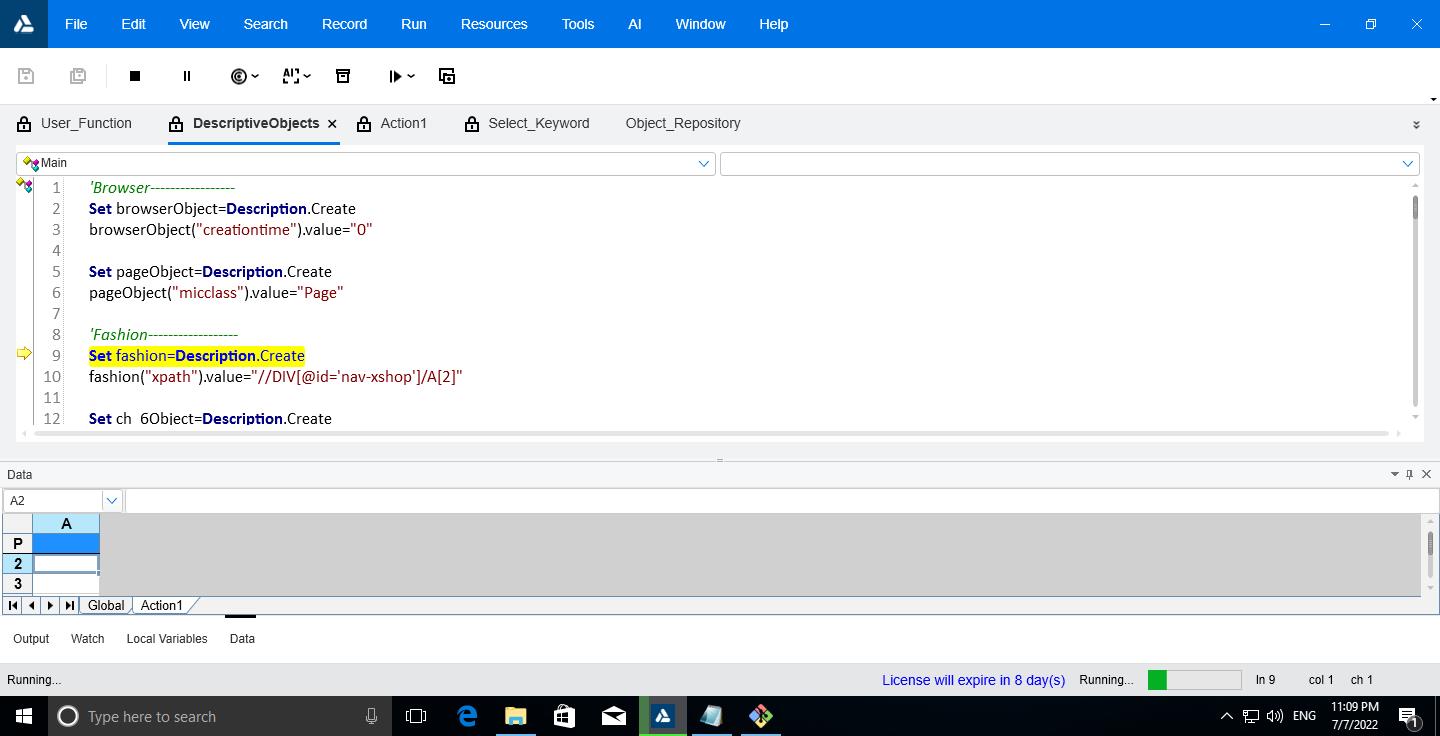 File Edit View Search Record Run Resources Tools AI Window Help
User_Function DescriptiveObjects Action1 Select_Keyword Object_Repository
Main
1 'Browser-----------------
2 Set browserObject=Description.Create
3 browserObject("creationtime").value="0"
4
5 Set pageObject=Description.Create
6 pageObject("micclass").value="Page"
7
8 'Fashion------------------
9 Set fashion=Description.Create
10 fashion("xpath").value="//DIV[@id='nav-xshop']/A[2]"
11
12 Set ch_6Object=Description.Create
Data
A2
A
P
2
3
Global Action1
Output Watch Local Variables Data
Running... License will expire in 8 day(s) Running... ln 9 col 1 ch 1
Type here to search ENG 11:09 PM
7/7/2022 1